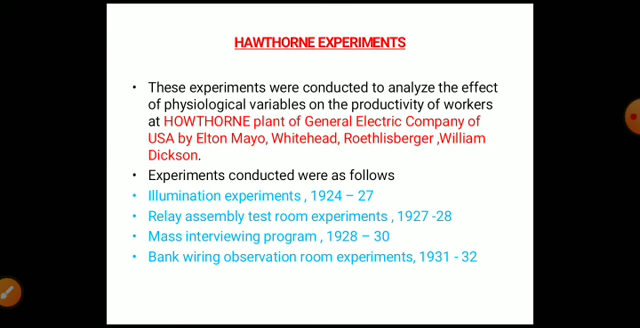 HAWTHORNE EXPERIMENTS
• These experiments were conducted to analyze the effect
of physiological variables on the productivity of workers
at HOWTHORNE plant of General Electric Company of
USA by Elton Mayo, Whitehead, Roethlisberger ,William
Dickson.
• Experiments conducted were as follows
• Illumination experiments , 1924 – 27
• Relay assembly test room experiments , 1927 -28
• Mass interviewing program , 1928 – 30
• Bank wiring observation room experiments, 1931 - 32